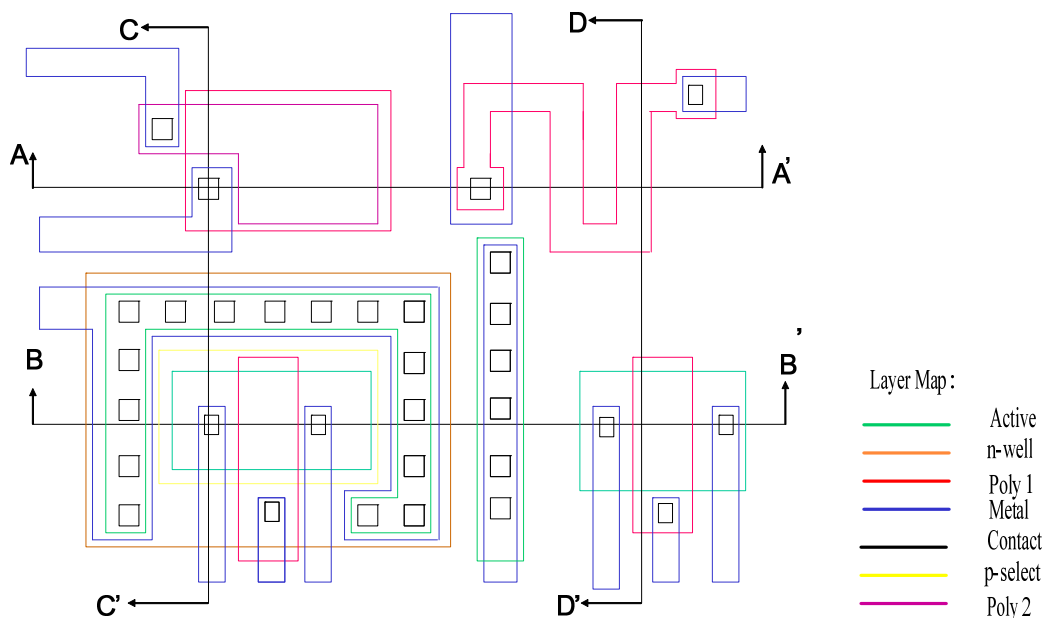 C
D
A
A'
B
B'
C'
D'
Layer Map :
Active
n-well
Poly 1
Metal
Contact
p-select
Poly 2